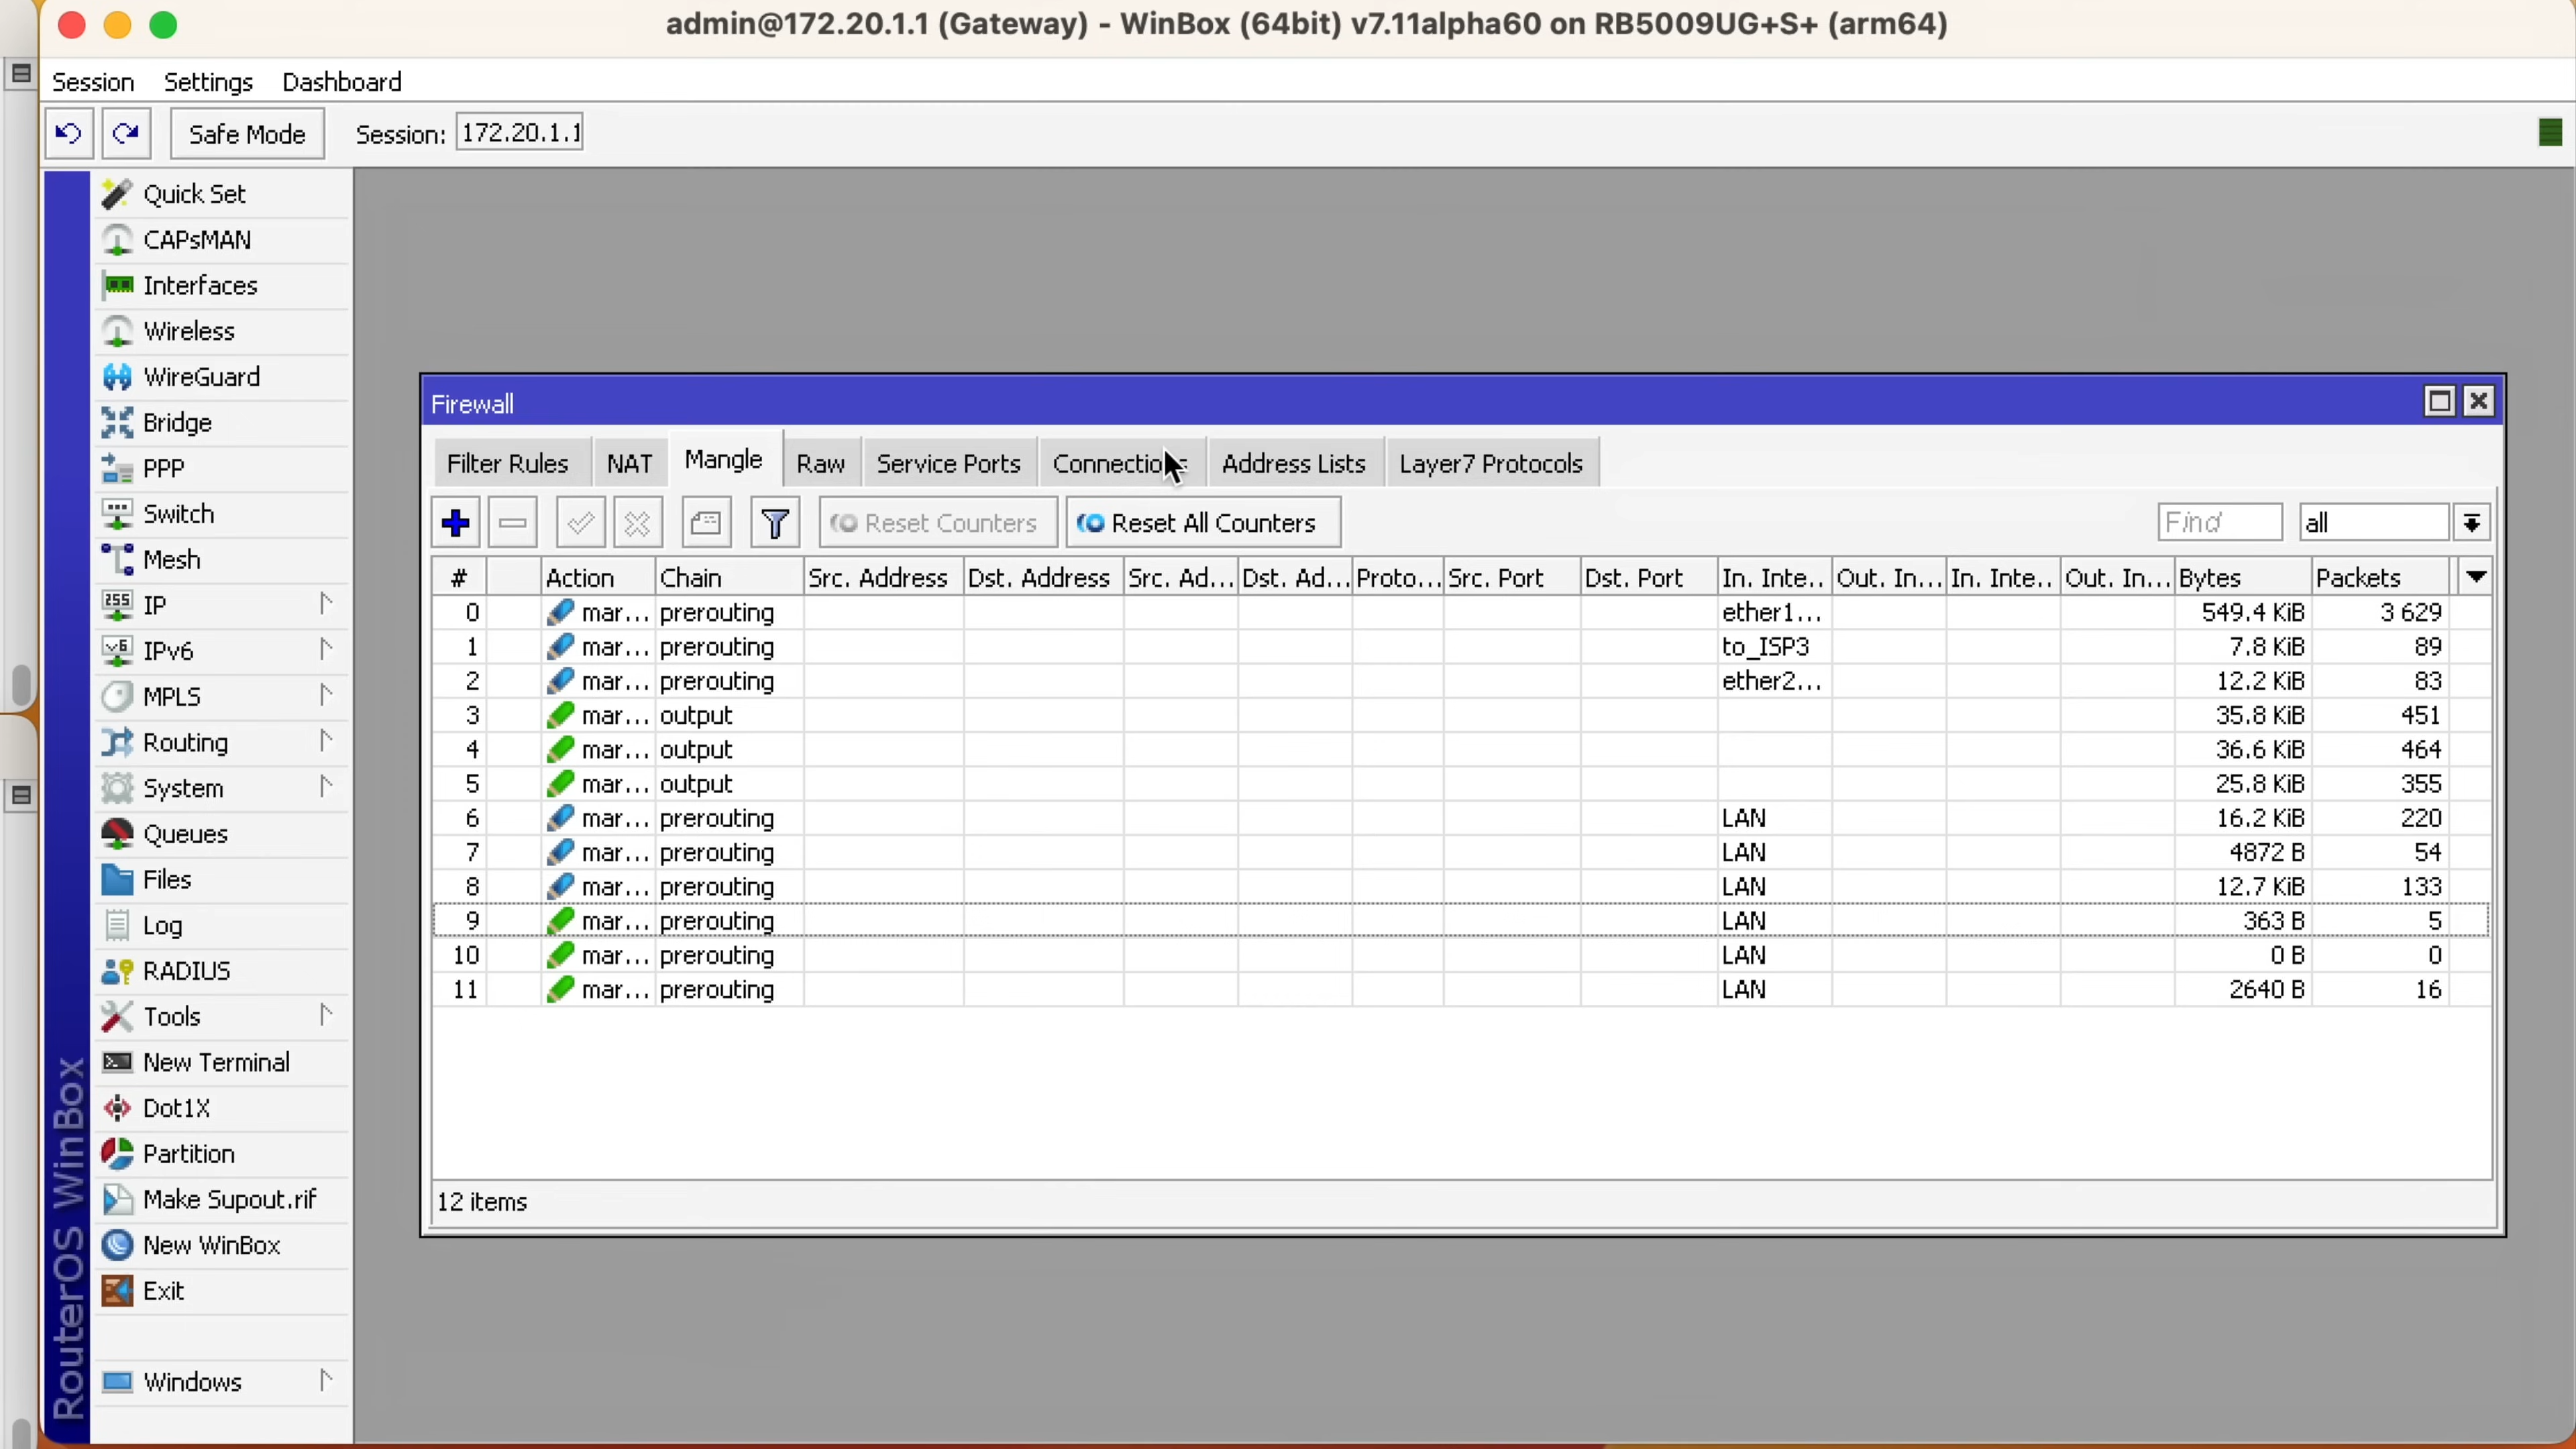 admin@172.20.1.1 (Gateway) - WinBox (64bit) v7.11alpha60 on RB5009UG+S+ (arm64)
Session Settings Dashboard
Safe Mode Session: 172.20.1.1
Quick Set
CAPsMAN
Interfaces
Wireless
WireGuard
Bridge
PPP
Switch
Mesh
IP
IPv6
MPLS
Routing
System
Queues
Files
Log
RADIUS
Tools
New Terminal
Dot1X
Partition
Make Supout.rif
New WinBox
Exit
Windows
RouterOS WinBox
Firewall
Filter Rules NAT Mangle Raw Service Ports Connections Address Lists Layer7 Protocols
Reset Counters Reset All Counters Find all
# Action Chain Src. Address Dst. Address Src. Ad... Dst. Ad... Proto... Src. Port Dst. Port In. Inte... Out. In... In. Inte... Out. In... Bytes Packets
0 mar... prerouting ether1... 549.4 KiB 3 629
1 mar... prerouting to_ISP3 7.8 KiB 89
2 mar... prerouting ether2... 12.2 KiB 83
3 mar... output 35.8 KiB 451
4 mar... output 36.6 KiB 464
5 mar... output 25.8 KiB 355
6 mar... prerouting LAN 16.2 KiB 220
7 mar... prerouting LAN 4872 B 54
8 mar... prerouting LAN 12.7 KiB 133
9 mar... prerouting LAN 363 B 5
10 mar... prerouting LAN 0 B 0
11 mar... prerouting LAN 2640 B 16
12 items